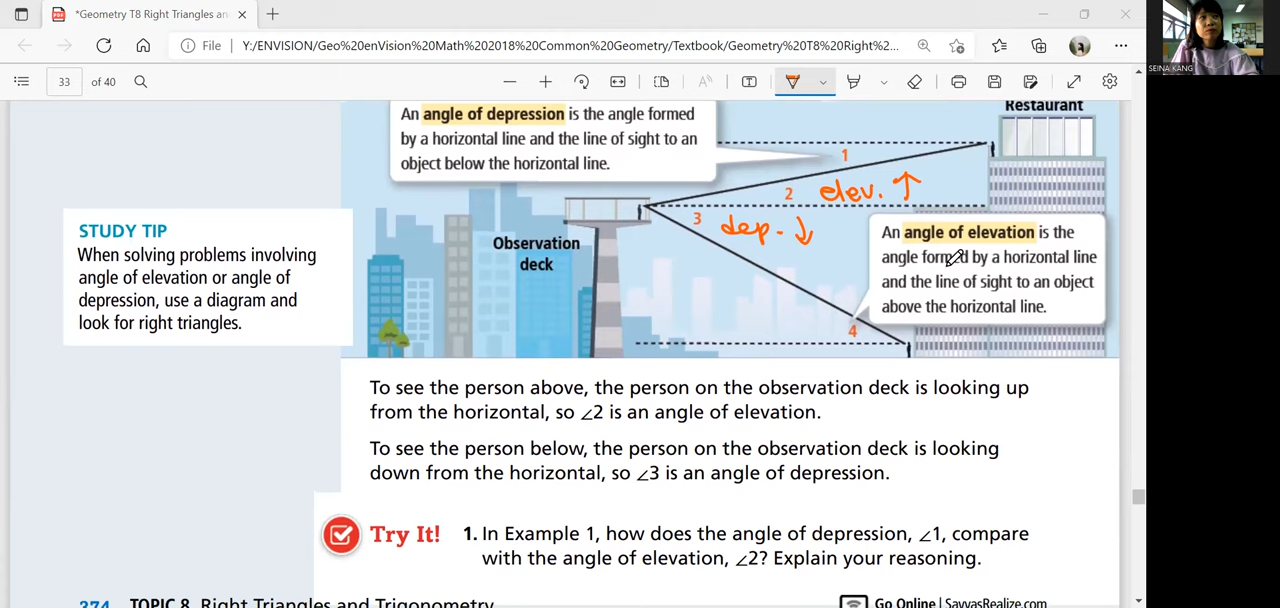 *Geometry T8 Right Triangles an
File
Y:/ENVISION/Geo%20enVision%20Math%202018%20Common%20Geometry/Textbook/Geometry%20T8%20Right%2...
SEINA KANG
33 of 40
An angle of depression is the angle formed
by a horizontal line and the line of sight to an
object below the horizontal line.
Restaurant
1
2 elev. ↑
3 dep. ↓
Observation
deck
An angle of elevation is the
angle formed by a horizontal line
and the line of sight to an object
above the horizontal line.
4
STUDY TIP
When solving problems involving
angle of elevation or angle of
depression, use a diagram and
look for right triangles.
To see the person above, the person on the observation deck is looking up
from the horizontal, so ∠2 is an angle of elevation.
To see the person below, the person on the observation deck is looking
down from the horizontal, so ∠3 is an angle of depression.
Try It! 1. In Example 1, how does the angle of depression, ∠1, compare
with the angle of elevation, ∠2? Explain your reasoning.
374 TOPIC 8 Right Triangles and Trigonometry
Go Online | SavvasRealize.com